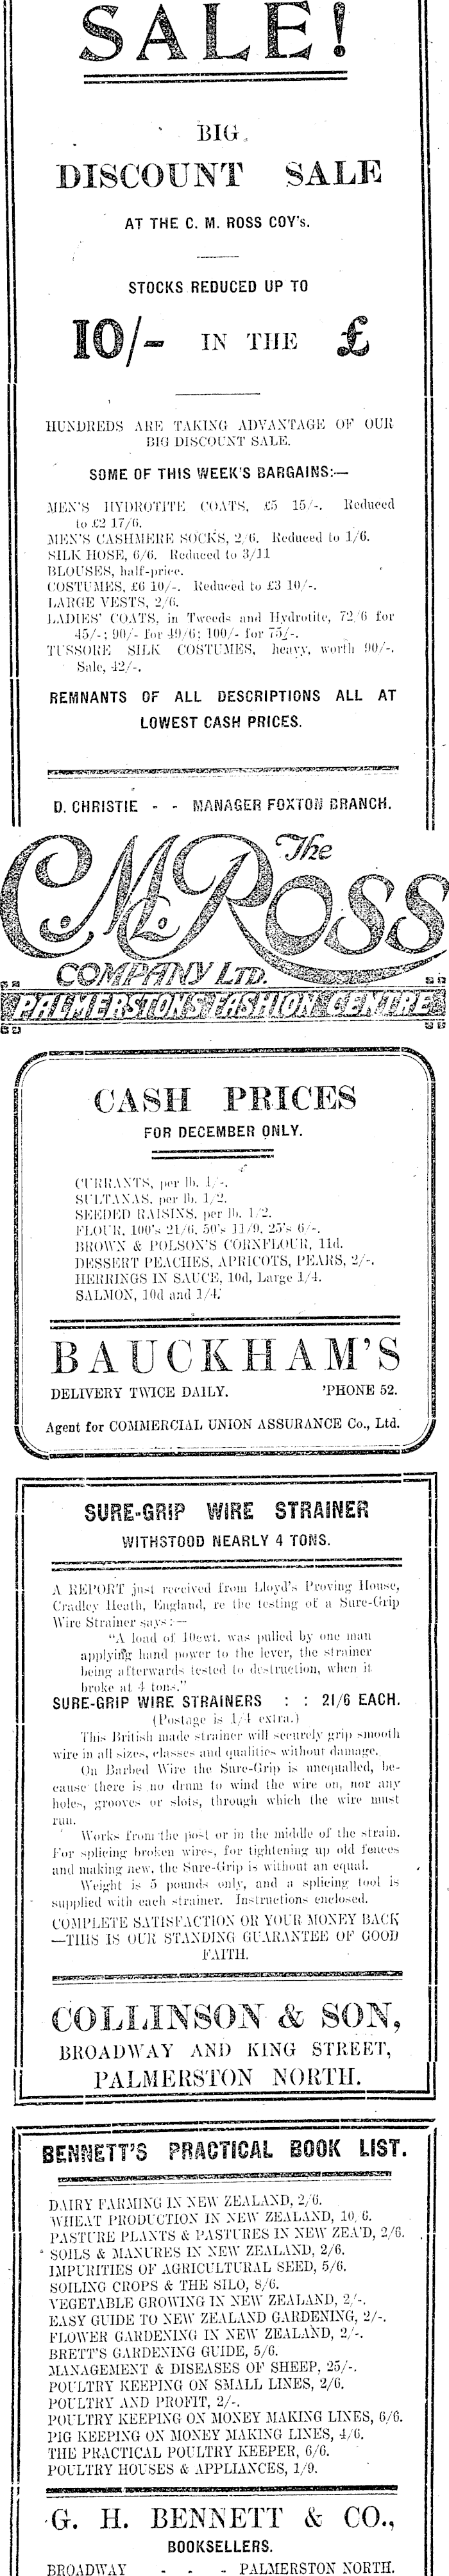 SALE!
BIG
DISCOUNT SALE
AT THE C. M. ROSS COY's.
STOCKS REDUCED UP TO
10/- IN THE £
HUNDREDS ARE TAKING ADVANTAGE OF OUR
BIG DISCOUNT SALE.
SOME OF THIS WEEK'S BARGAINS:—
MEN'S HYDROTITE COATS, £5 15/-. Reduced
to £2 17/6.
MEN'S CASHMERE SOCKS, 2/6. Reduced to 1/6.
SILK HOSE, 6/6. Reduced to 3/11
BLOUSES, half-price.
COSTUMES, £6 10/-. Reduced to £3 10/-.
LARGE VESTS, 2/6.
LADIES' COATS, in Tweeds and Hydrotite, 72/6 for
45/-; 90/- for 49/6; 100/- for 75/-.
TUSSORE SILK COSTUMES, heavy, worth 90/-.
Sale, 42/-.
REMNANTS OF ALL DESCRIPTIONS ALL AT
LOWEST CASH PRICES.
D. CHRISTIE - - MANAGER FOXTON BRANCH.
The
C. M. Ross
COMPANY LTD.
PALMERSTONS FASHION CENTRE
CASH PRICES
FOR DECEMBER ONLY.
CURRANTS, per lb. 1/-.
SULTANAS, per lb. 1/2.
SEEDED RAISINS, per lb. 1/2.
FLOUR, 100's 21/6, 50's 11/9, 25's 6/-.
BROWN & POLSON'S CORNFLOUR, 11d.
DESSERT PEACHES, APRICOTS, PEARS, 2/-.
HERRINGS IN SAUCE, 10d, Large 1/4.
SALMON, 10d and 1/4.
BAUCKHAM'S
DELIVERY TWICE DAILY. 'PHONE 52.
Agent for COMMERCIAL UNION ASSURANCE Co., Ltd.
SURE-GRIP WIRE STRAINER
WITHSTOOD NEARLY 4 TONS.
A REPORT just received from Lloyd's Proving House,
Cradley Heath, England, re the testing of a Sure-Grip
Wire Strainer says:—
"A load of 10cwt. was pulled by one man
applying hand power to the lever, the strainer
being afterwards tested to destruction, when it
broke at 4 tons."
SURE-GRIP WIRE STRAINERS : : 21/6 EACH.
(Postage is 1/4 extra.)
This British made strainer will securely grip smooth
wire in all sizes, classes and qualities without damage.
On Barbed Wire the Sure-Grip is unequalled, be-
cause there is no drum to wind the wire on, nor any
holes, grooves or slots, through which the wire must
run.
Works from the post or in the middle of the strain.
For splicing broken wires, for tightening up old fences
and making new, the Sure-Grip is without an equal.
Weight is 5 pounds only, and a splicing tool is
supplied with each strainer. Instructions enclosed.
COMPLETE SATISFACTION OR YOUR MONEY BACK
—THIS IS OUR STANDING GUARANTEE OF GOOD
FAITH.
COLLINSON & SON,
BROADWAY AND KING STREET,
PALMERSTON NORTH.
BENNETT'S PRACTICAL BOOK LIST.
DAIRY FARMING IN NEW ZEALAND, 2/6.
WHEAT PRODUCTION IN NEW ZEALAND, 10/6.
PASTURE PLANTS & PASTURES IN NEW ZEA'D, 2/6.
SOILS & MANURES IN NEW ZEALAND, 2/6.
IMPURITIES OF AGRICULTURAL SEED, 5/6.
SOILING CROPS & THE SILO, 8/6.
VEGETABLE GROWING IN NEW ZEALAND, 2/-.
EASY GUIDE TO NEW ZEALAND GARDENING, 2/-.
FLOWER GARDENING IN NEW ZEALAND, 2/-.
BRETT'S GARDENING GUIDE, 5/6.
MANAGEMENT & DISEASES OF SHEEP, 25/-.
POULTRY KEEPING ON SMALL LINES, 2/6.
POULTRY AND PROFIT, 2/-.
POULTRY KEEPING ON MONEY MAKING LINES, 6/6.
PIG KEEPING ON MONEY MAKING LINES, 4/6.
THE PRACTICAL POULTRY KEEPER, 6/6.
POULTRY HOUSES & APPLIANCES, 1/9.
G. H. BENNETT & CO.,
BOOKSELLERS.
BROADWAY - - - PALMERSTON NORTH.